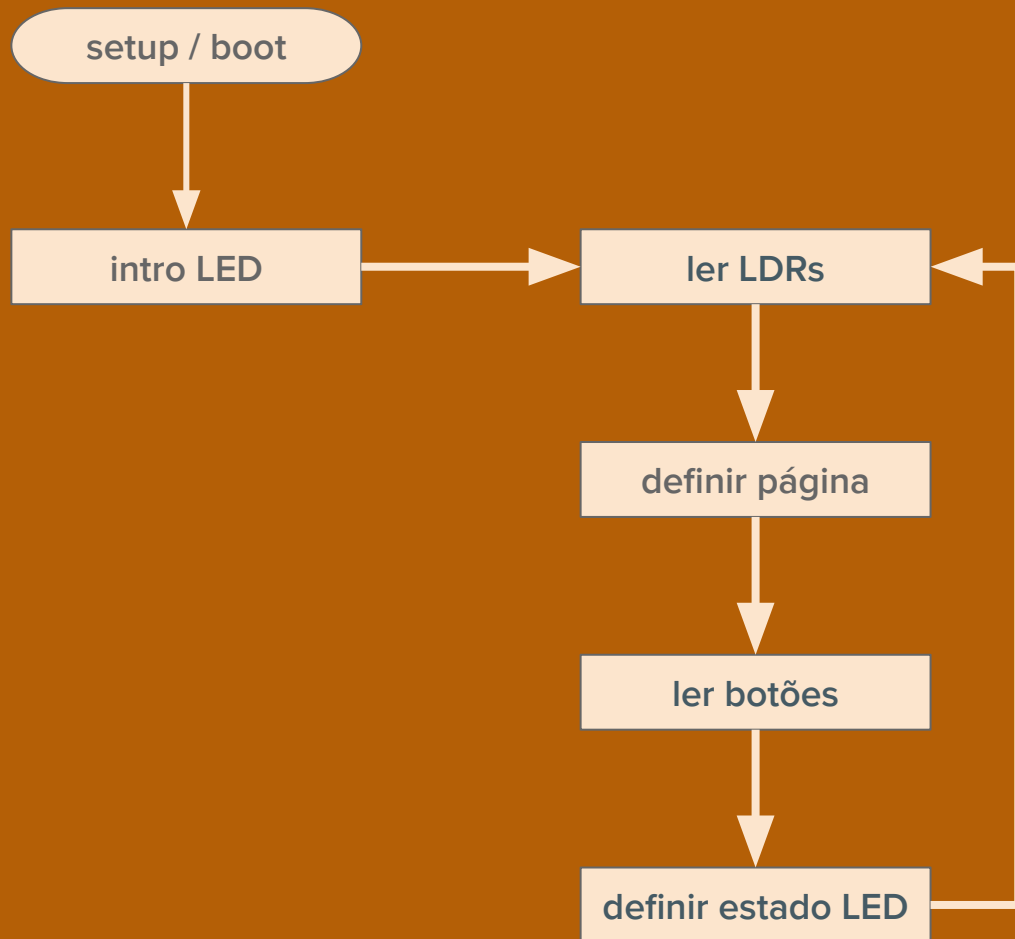 setup / boot
intro LED
ler LDRs
definir página
ler botões
definir estado LED